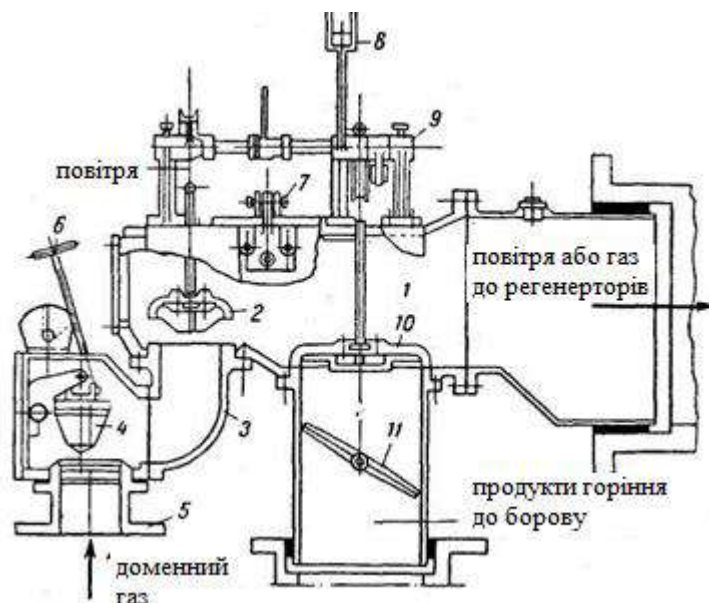 8
9
повітря
7
6
повітря або газ
до регенерторів
1
2
10
3
4
11
продукти горіння
до борову
5
доменний
газ